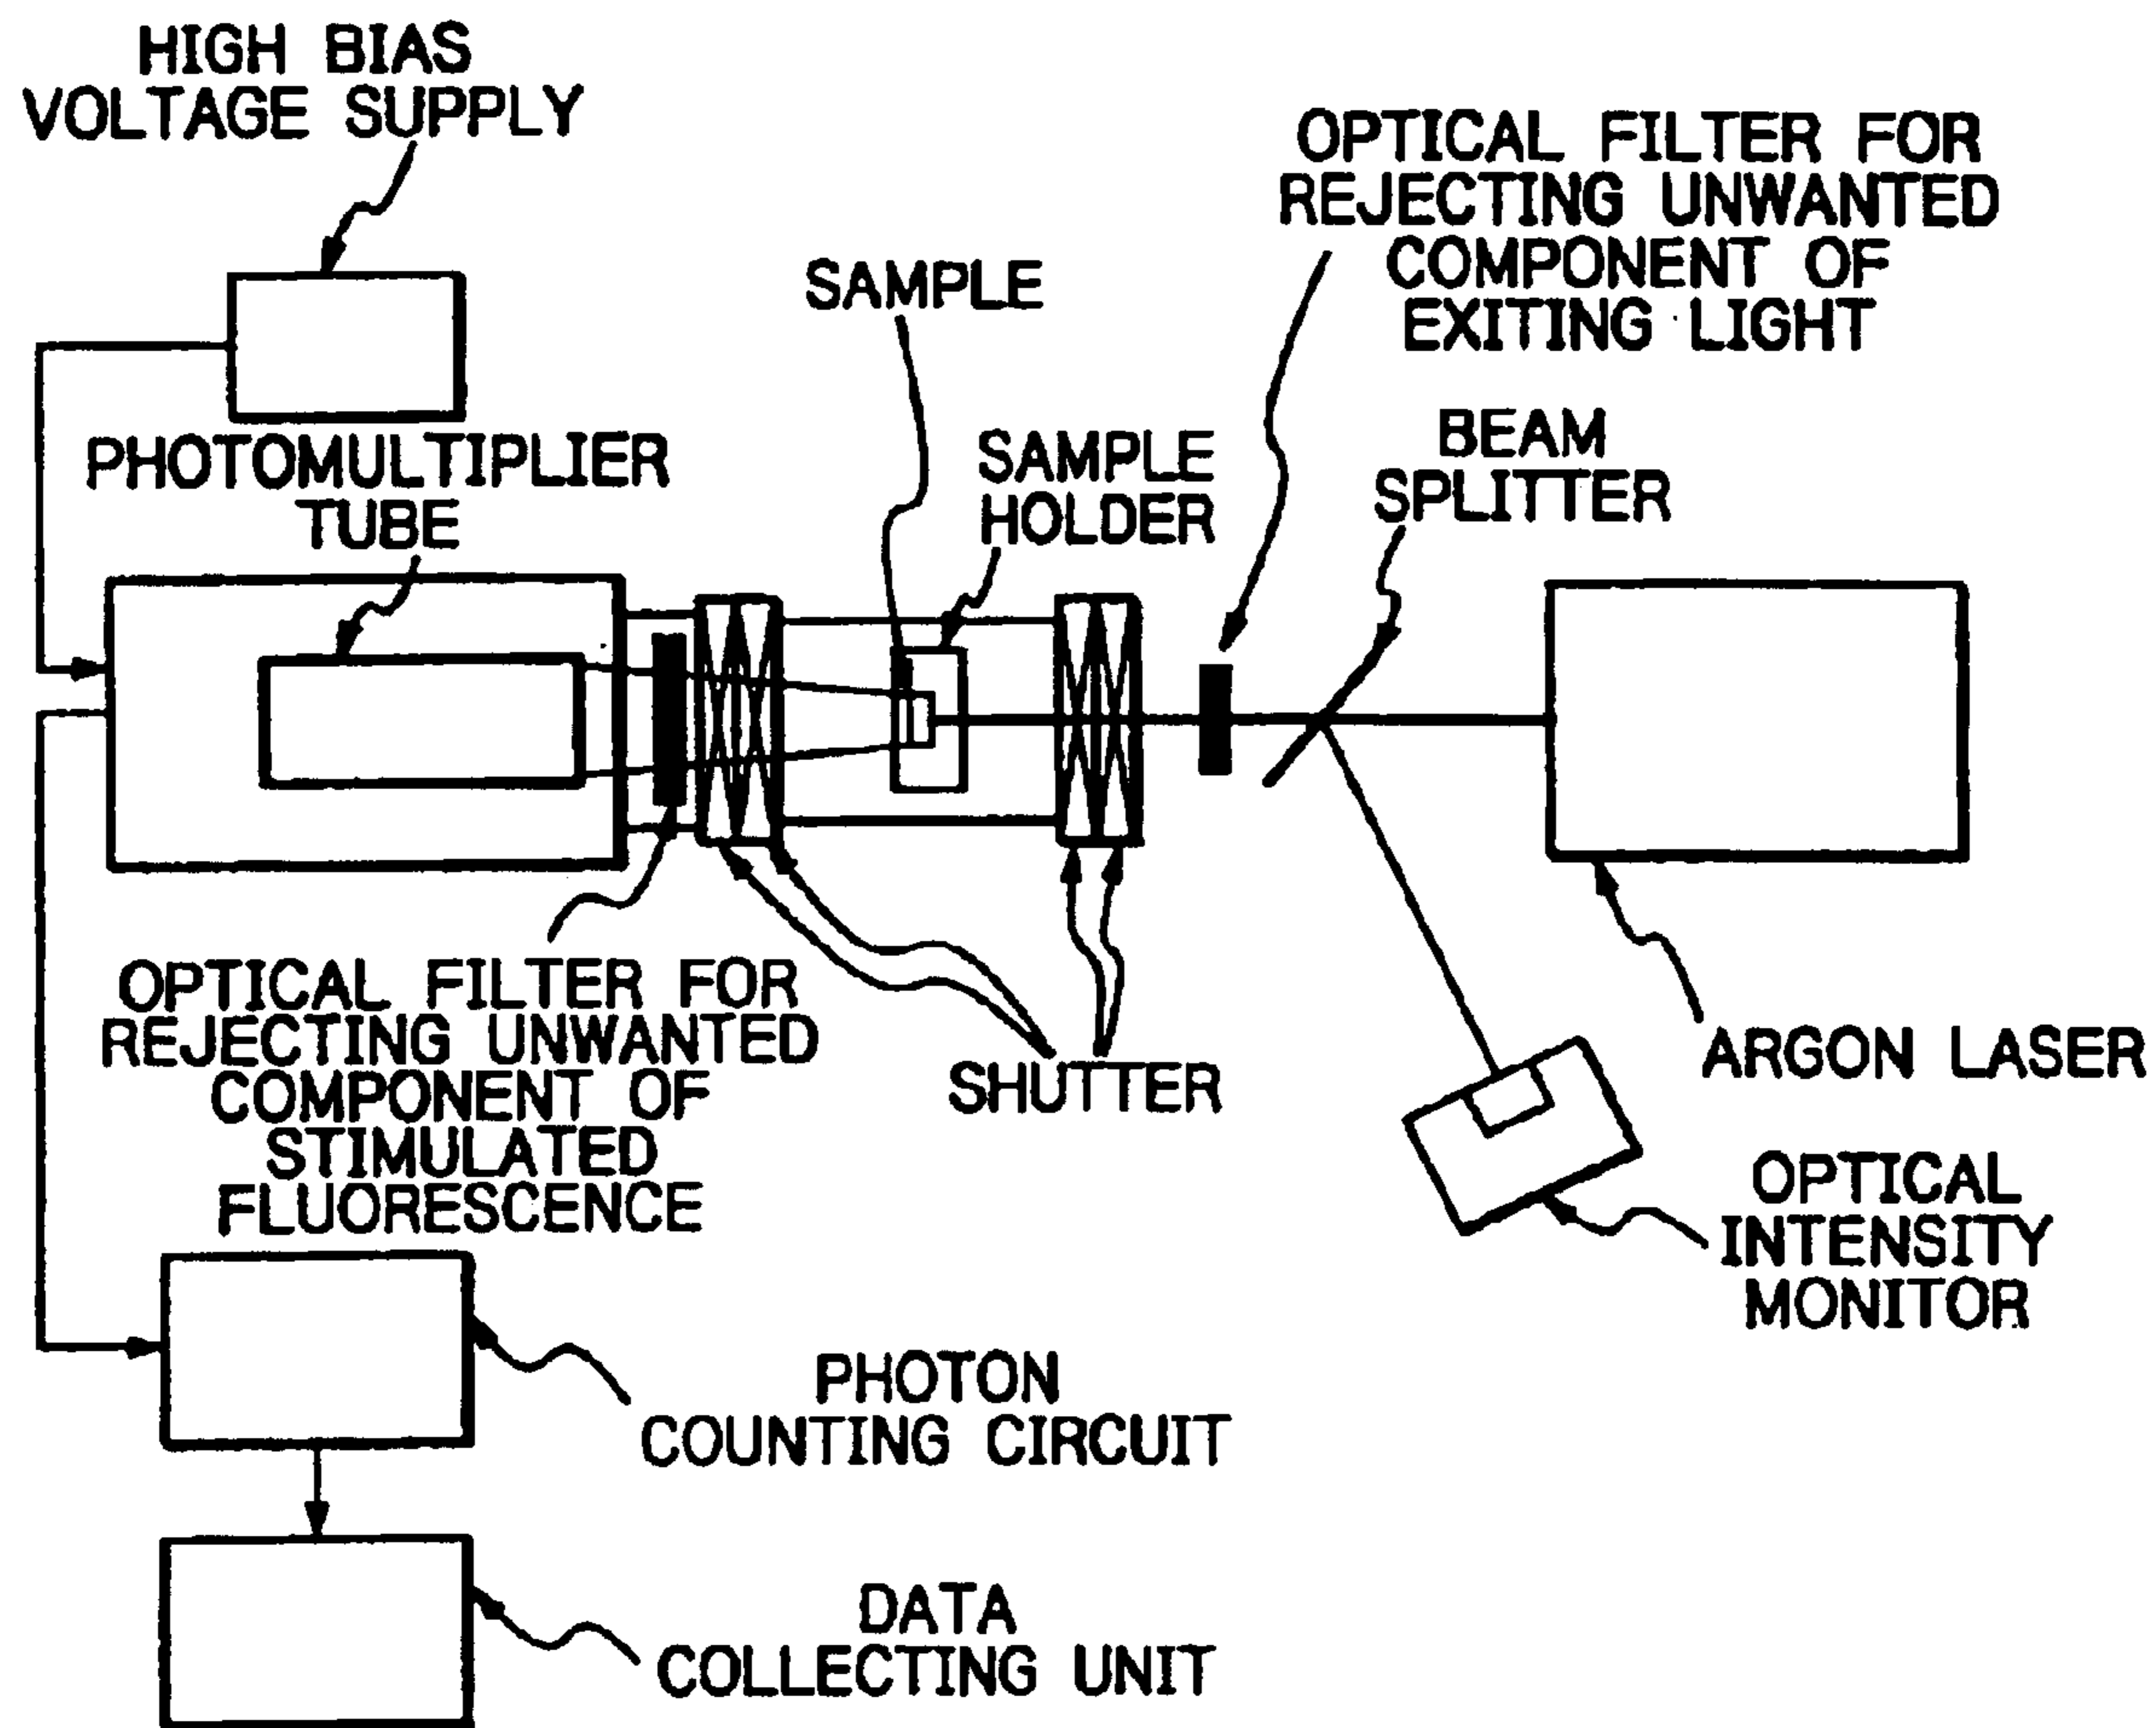 HIGH BIAS
VOLTAGE SUPPLY
OPTICAL FILTER FOR
REJECTING UNWANTED
COMPONENT OF
EXITING LIGHT
SAMPLE
BEAM
SPLITTER
SAMPLE
HOLDER
PHOTOMULTIPLIER
TUBE
OPTICAL FILTER FOR
REJECTING UNWANTED
COMPONENT OF
STIMULATED
FLUORESCENCE
SHUTTER
ARGON LASER
OPTICAL
INTENSITY
MONITOR
PHOTON
COUNTING CIRCUIT
DATA
COLLECTING UNIT